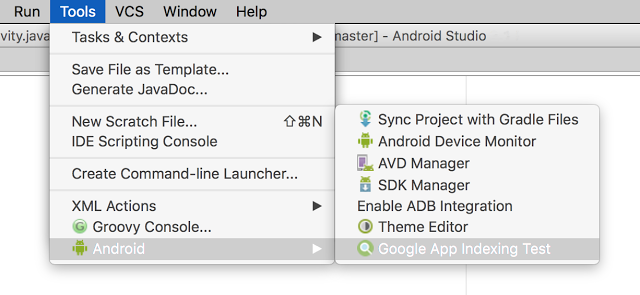 Run Tools VCS Window Help
vity.java
master] - Android Studio
Tasks & Contexts
Save File as Template...
Generate JavaDoc...
New Scratch File... ⇧⌘N
IDE Scripting Console
Create Command-line Launcher...
XML Actions
Groovy Console...
Android
Sync Project with Gradle Files
Android Device Monitor
AVD Manager
SDK Manager
Enable ADB Integration
Theme Editor
Google App Indexing Test